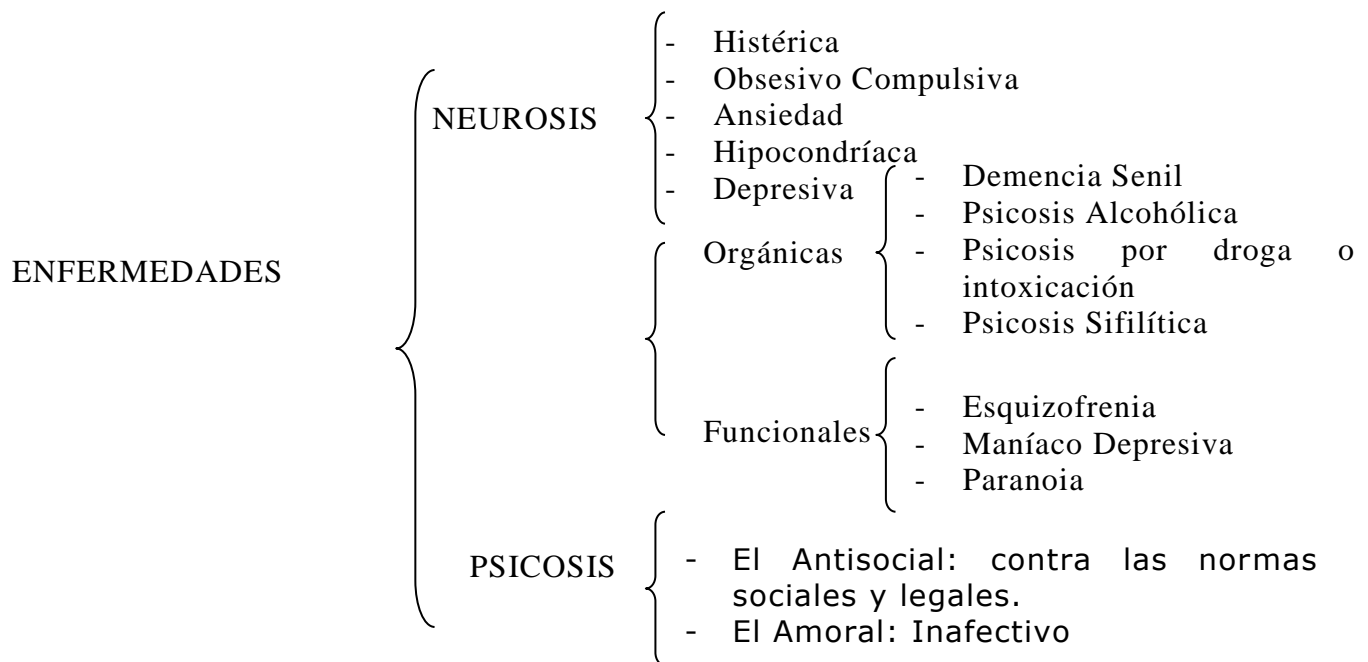 ENFERMEDADES
NEUROSIS
- Histérica
- Obsesivo Compulsiva
- Ansiedad
- Hipocondríaca
- Depresiva
Orgánicas
- Demencia Senil
- Psicosis Alcohólica
- Psicosis por droga o
intoxicación
- Psicosis Sifilítica
Funcionales
- Esquizofrenia
- Maníaco Depresiva
- Paranoia
PSICOSIS
- El Antisocial: contra las normas
sociales y legales.
- El Amoral: Inafectivo